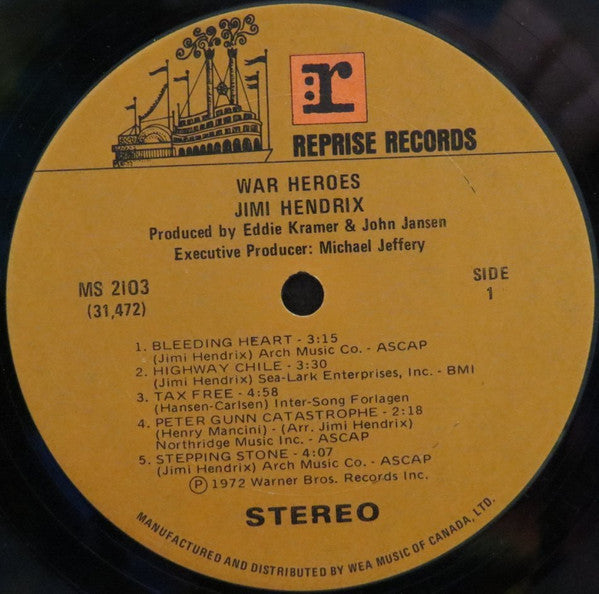 r
REPRISE RECORDS
WAR HEROES
JIMI HENDRIX
Produced by Eddie Kramer & John Jansen
Executive Producer: Michael Jeffery
MS 2103
(31,472)
SIDE
1
1. BLEEDING HEART - 3:15
(Jimi Hendrix) Arch Music Co. - ASCAP
2. HIGHWAY CHILE - 3:30
(Jimi Hendrix) Sea-Lark Enterprises, Inc. - BMI
3. TAX FREE - 4:58
(Hansen-Carlsen) Inter-Song Forlagen
4. PETER GUNN CATASTROPHE - 2:18
(Henry Mancini) - (Arr. Jimi Hendrix)
Northridge Music Inc. - ASCAP
5. STEPPING STONE - 4:07
(Jimi Hendrix) Arch Music Co. - ASCAP
Ⓟ 1972 Warner Bros. Records Inc.
STEREO
MANUFACTURED AND DISTRIBUTED BY WEA MUSIC OF CANADA, LTD.